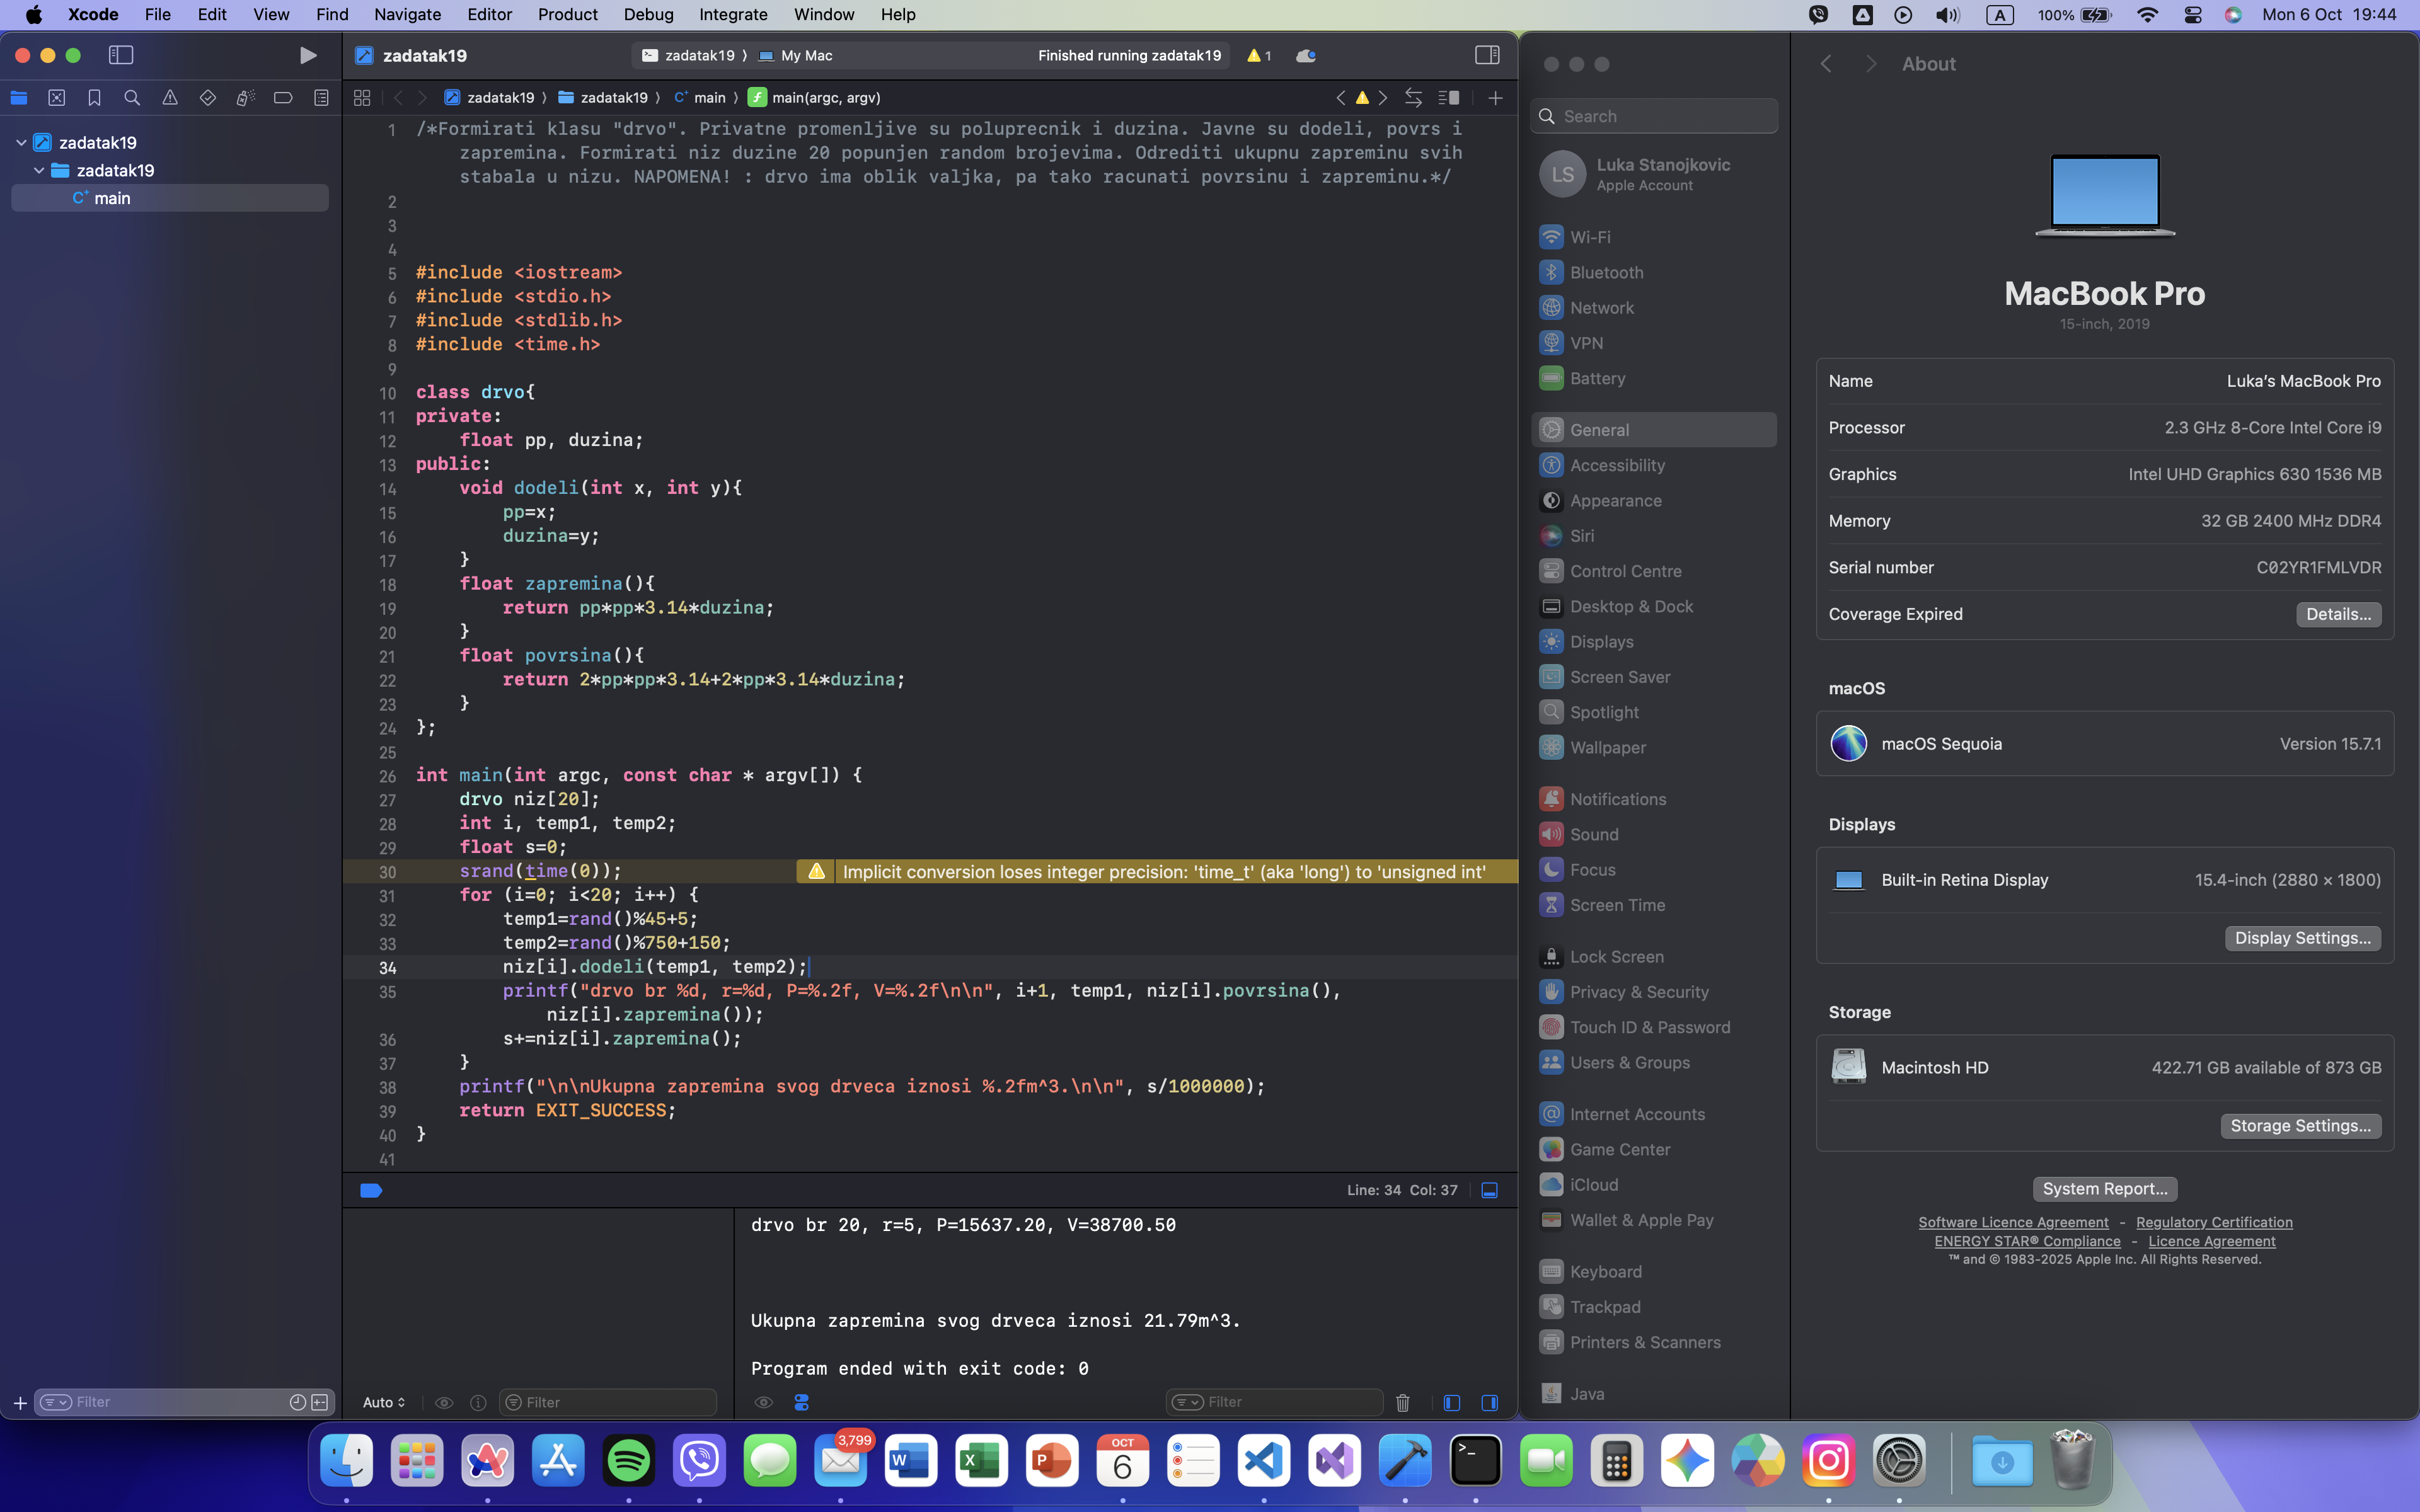 Xcode File Edit View Find Navigate Editor Product Debug Integrate Window Help
A 100% Mon 6 Oct 19:44
zadatak19
zadatak19 ⟩ My Mac
Finished running zadatak19
1
zadatak19 ⟩ zadatak19 ⟩ main ⟩ main(argc, argv)
zadatak19
zadatak19
main
1 /*Formirati klasu "drvo". Privatne promenljive su poluprecnik i duzina. Javne su dodeli, povrs i
zapremina. Formirati niz duzine 20 popunjen random brojevima. Odrediti ukupnu zapreminu svih
stabala u nizu. NAPOMENA! : drvo ima oblik valjka, pa tako racunati povrsinu i zapreminu.*/
2
3
4
5 #include <iostream>
6 #include <stdio.h>
7 #include <stdlib.h>
8 #include <time.h>
9
10 class drvo{
11 private:
12 float pp, duzina;
13 public:
14 void dodeli(int x, int y){
15 pp=x;
16 duzina=y;
17 }
18 float zapremina(){
19 return pp*pp*3.14*duzina;
20 }
21 float povrsina(){
22 return 2*pp*pp*3.14+2*pp*3.14*duzina;
23 }
24 };
25
26 int main(int argc, const char * argv[]) {
27 drvo niz[20];
28 int i, temp1, temp2;
29 float s=0;
30 srand(time(0)); Implicit conversion loses integer precision: 'time_t' (aka 'long') to 'unsigned int'
31 for (i=0; i<20; i++) {
32 temp1=rand()%45+5;
33 temp2=rand()%750+150;
34 niz[i].dodeli(temp1, temp2);
35 printf("drvo br %d, r=%d, P=%.2f, V=%.2f\n\n", i+1, temp1, niz[i].povrsina(),
niz[i].zapremina());
36 s+=niz[i].zapremina();
37 }
38 printf("\n\nUkupna zapremina svog drveca iznosi %.2fm^3.\n\n", s/1000000);
39 return EXIT_SUCCESS;
40 }
41
Line: 34 Col: 37
drvo br 20, r=5, P=15637.20, V=38700.50
Ukupna zapremina svog drveca iznosi 21.79m^3.
Program ended with exit code: 0
Filter
Auto
Filter
Filter
Search
LS
Luka Stanojkovic
Apple Account
Wi-Fi
Bluetooth
Network
VPN
Battery
General
Accessibility
Appearance
Siri
Control Centre
Desktop & Dock
Displays
Screen Saver
Spotlight
Wallpaper
Notifications
Sound
Focus
Screen Time
Lock Screen
Privacy & Security
Touch ID & Password
Users & Groups
Internet Accounts
Game Center
iCloud
Wallet & Apple Pay
Keyboard
Trackpad
Printers & Scanners
Java
About
MacBook Pro
15-inch, 2019
Name Luka's MacBook Pro
Processor 2.3 GHz 8-Core Intel Core i9
Graphics Intel UHD Graphics 630 1536 MB
Memory 32 GB 2400 MHz DDR4
Serial number C02YR1FMLVDR
Coverage Expired Details...
macOS
macOS Sequoia Version 15.7.1
Displays
Built-in Retina Display 15.4-inch (2880 × 1800)
Display Settings...
Storage
Macintosh HD 422.71 GB available of 873 GB
Storage Settings...
System Report...
Software Licence Agreement - Regulatory Certification
ENERGY STAR® Compliance - Licence Agreement
™ and © 1983-2025 Apple Inc. All Rights Reserved.
3,799
W
X
P
OCT
6